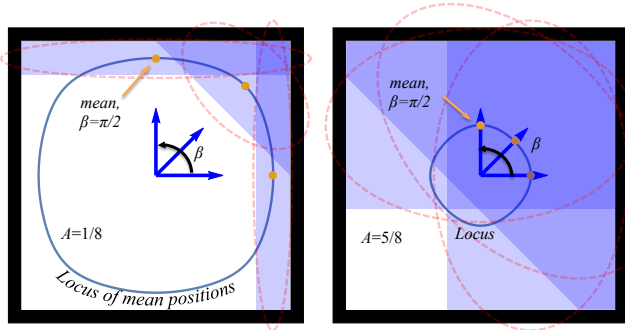 mean,
β=π/2
β
A=1/8
Locus of mean positions
mean,
β=π/2
β
Locus
A=5/8